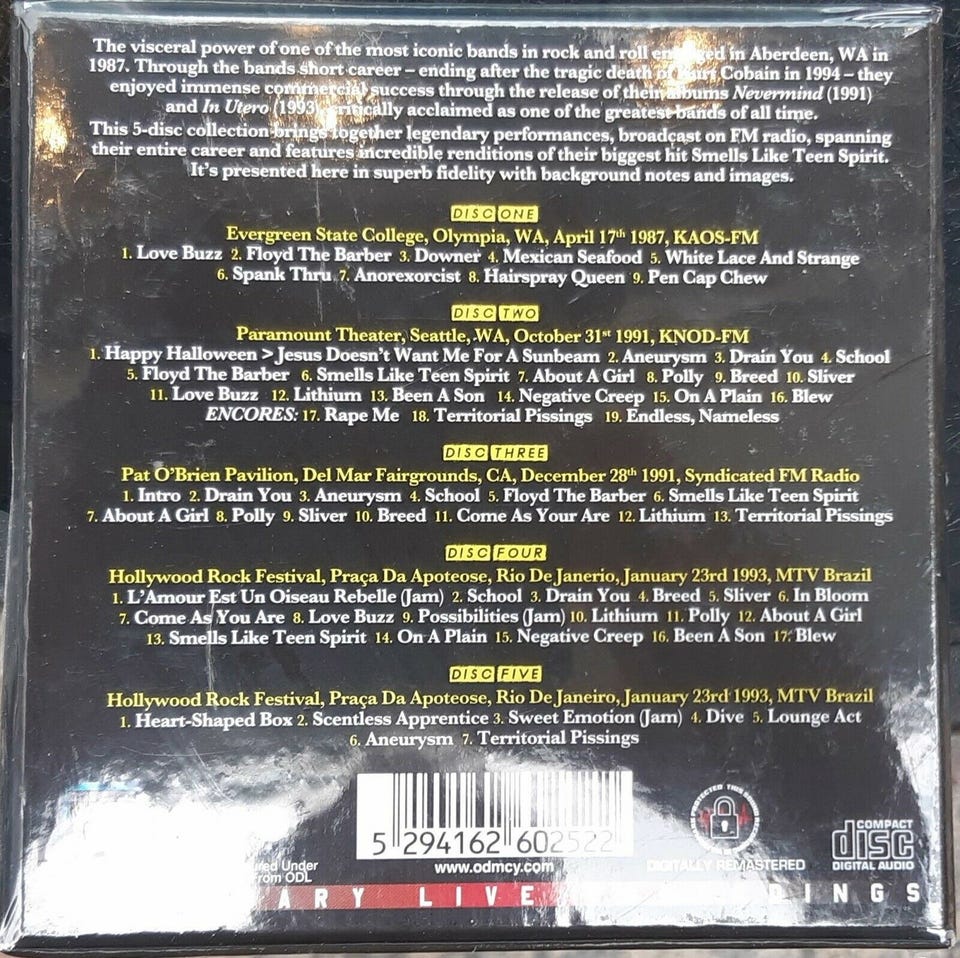 The visceral power of one of the most iconic bands in rock and roll in Aberdeen, WA in
1987. Through the bands short career – ending after the tragic death of Kurt Cobain in 1994 – they
enjoyed immense commercial success through the release of their albums Nevermind (1991)
and In Utero (1993), critically acclaimed as one of the greatest bands of all time.
This 5-disc collection brings together legendary performances, broadcast on FM radio, spanning
their entire career and features incredible renditions of their biggest hit Smells Like Teen Spirit.
It's presented here in superb fidelity with background notes and images.
DISC ONE
Evergreen State College, Olympia, WA, April 17th 1987, KAOS-FM
1. Love Buzz 2. Floyd The Barber 3. Downer 4. Mexican Seafood 5. White Lace And Strange
6. Spank Thru 7. Anorexorcist 8. Hairspray Queen 9. Pen Cap Chew
DISC TWO
Paramount Theater, Seattle, WA, October 31st 1991, KNOD-FM
1. Happy Halloween > Jesus Doesn't Want Me For A Sunbeam 2. Aneurysm 3. Drain You 4. School
5. Floyd The Barber 6. Smells Like Teen Spirit 7. About A Girl 8. Polly 9. Breed 10. Sliver
11. Love Buzz 12. Lithium 13. Been A Son 14. Negative Creep 15. On A Plain 16. Blew
ENCORES: 17. Rape Me 18. Territorial Pissings 19. Endless, Nameless
DISC THREE
Pat O'Brien Pavilion, Del Mar Fairgrounds, CA, December 28th 1991, Syndicated FM Radio
1. Intro 2. Drain You 3. Aneurysm 4. School 5. Floyd The Barber 6. Smells Like Teen Spirit
7. About A Girl 8. Polly 9. Sliver 10. Breed 11. Come As Your Are 12. Lithium 13. Territorial Pissings
DISC FOUR
Hollywood Rock Festival, Praça Da Apoteose, Rio De Janerio, January 23rd 1993, MTV Brazil
1. L'Amour Est Un Oiseau Rebelle (Jam) 2. School 3. Drain You 4. Breed 5. Sliver 6. In Bloom
7. Come As You Are 8. Love Buzz 9. Possibilities (Jam) 10. Lithium 11. Polly 12. About A Girl
13. Smells Like Teen Spirit 14. On A Plain 15. Negative Creep 16. Been A Son 17. Blew
DISC FIVE
Hollywood Rock Festival, Praça Da Apoteose, Rio De Janeiro, January 23rd 1993, MTV Brazil
1. Heart-Shaped Box 2. Scentless Apprentice 3. Sweet Emotion (Jam) 4. Dive 5. Lounge Act
6. Aneurysm 7. Territorial Pissings
5 294162 602522
www.odmcy.com
Under
From ODL
DIGITALLY REMASTERED
COMPACT
disc
DIGITAL AUDIO
LIVE